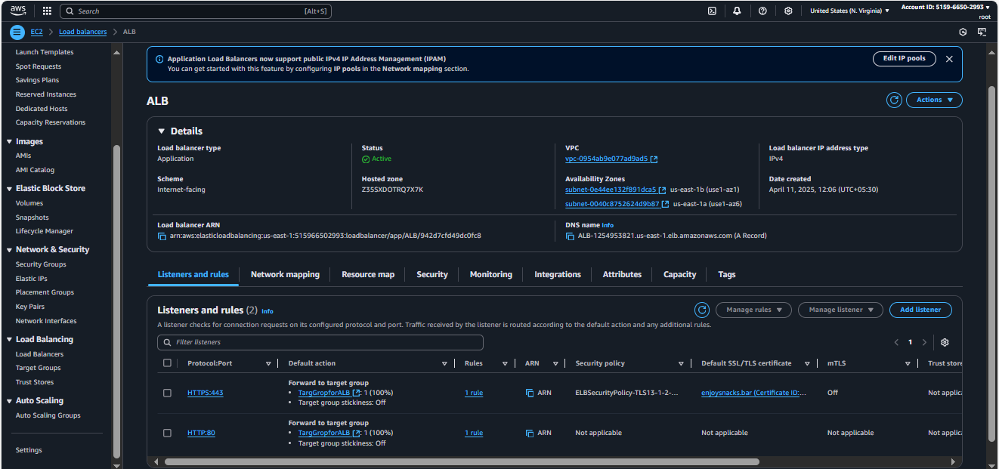 aws
Search [Alt+S]
United States (N. Virginia)
Account ID: 5159-6650-2993
root
EC2 > Load balancers > ALB
Launch Templates
Spot Requests
Savings Plans
Reserved Instances
Dedicated Hosts
Capacity Reservations
Images
AMIs
AMI Catalog
Elastic Block Store
Volumes
Snapshots
Lifecycle Manager
Network & Security
Security Groups
Elastic IPs
Placement Groups
Key Pairs
Network Interfaces
Load Balancing
Load Balancers
Target Groups
Trust Stores
Auto Scaling
Auto Scaling Groups
Settings
Application Load Balancers now support public IPv4 IP Address Management (IPAM)
You can get started with this feature by configuring IP pools in the Network mapping section.
Edit IP pools
ALB
Actions
Details
Load balancer type
Application
Status
Active
VPC
vpc-0954ab9e077ad9ad5
Load balancer IP address type
IPv4
Scheme
Internet-facing
Hosted zone
Z35SXDOTRQ7X7K
Availability Zones
subnet-0e44ee132f891dca5 us-east-1b (use1-az1)
subnet-0040c8752624d9b87 us-east-1a (use1-az6)
Date created
April 11, 2025, 12:06 (UTC+05:30)
Load balancer ARN
arn:aws:elasticloadbalancing:us-east-1:515966502993:loadbalancer/app/ALB/942d7cfd49dc0fc8
DNS name Info
ALB-1254953821.us-east-1.elb.amazonaws.com (A Record)
Listeners and rules
Network mapping
Resource map
Security
Monitoring
Integrations
Attributes
Capacity
Tags
Listeners and rules (2) Info
Manage rules
Manage listener
Add listener
A listener checks for connection requests on its configured protocol and port. Traffic received by the listener is routed according to the default action and any additional rules.
Filter listeners
1
Protocol:Port Default action Rules ARN Security policy Default SSL/TLS certificate mTLS Trust store
HTTPS:443
Forward to target group
• TargGropforALB : 1 (100%)
• Target group stickiness: Off
1 rule
ARN
ELBSecurityPolicy-TLS13-1-2-...
enjoysnacks.bar (Certificate ID:...
Off
Not applica
HTTP:80
Forward to target group
• TargGropforALB : 1 (100%)
• Target group stickiness: Off
1 rule
ARN
Not applicable
Not applicable
Not applicable
Not applica